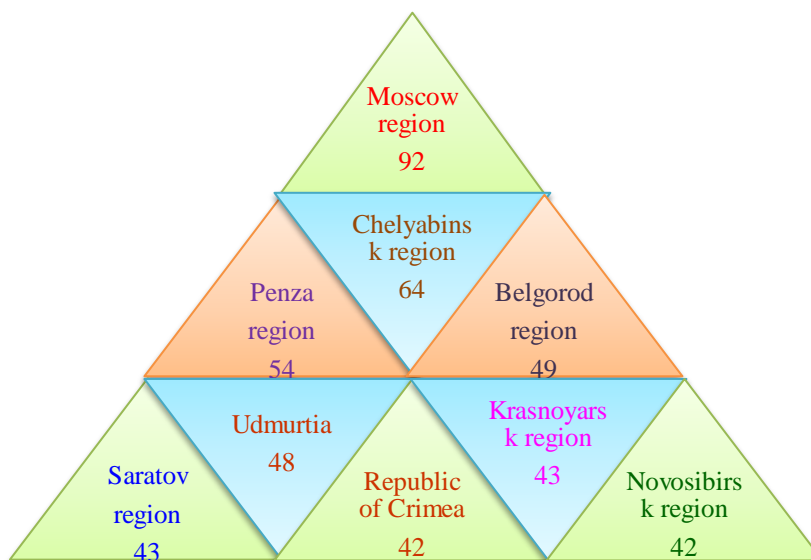 Moscow
region
92
Chelyabins
k region
64
Penza
region
54
Belgorod
region
49
Saratov
region
43
Udmurtia
48
Republic
of Crimea
42
Krasnoyars
k region
43
Novosibirs
k region
42